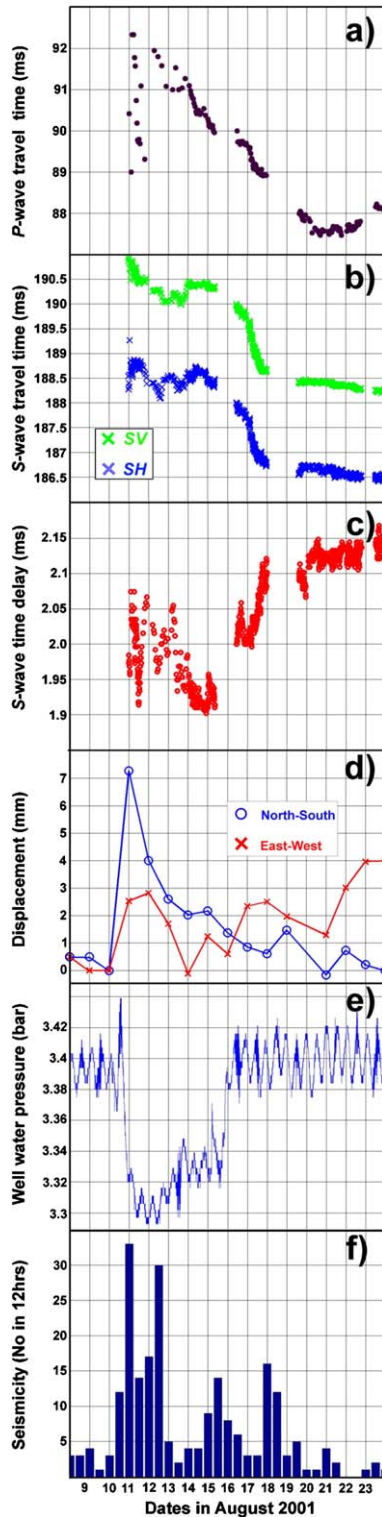 a)
P-wave travel time (ms)
92
91
90
89
88
b)
S-wave travel time (ms)
190.5
190
189.5
189
188.5
188
187.5
187
186.5
SV
SH
c)
S-wave time delay (ms)
2.15
2.1
2.05
2.0
1.95
1.9
d)
Displacement (mm)
7
6
5
4
3
2
1
0
North-South
East-West
e)
Well water pressure (bar)
3.42
3.4
3.38
3.34
3.32
3.3
f)
Seismicity (No in 12hrs)
30
25
20
15
10
5
9 10 11 12 13 14 15 16 17 18 19 20 21 22 23
Dates in August 2001